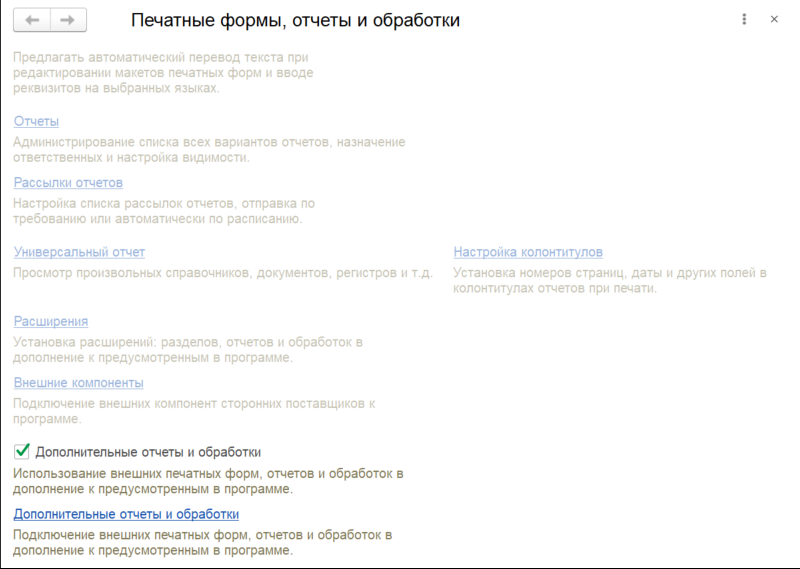 Печатные формы, отчеты и обработки
Предлагать автоматический перевод текста при
редактировании макетов печатных форм и вводе
реквизитов на выбранных языках.
Отчеты
Администрирование списка всех вариантов отчетов, назначение
ответственных и настройка видимости.
Рассылки отчетов
Настройка списка рассылок отчетов, отправка по
требованию или автоматически по расписанию.
Универсальный отчет
Просмотр произвольных справочников, документов, регистров и т.д.
Настройка колонтитулов
Установка номеров страниц, даты и других полей в
колонтитулах отчетов при печати.
Расширения
Установка расширений: разделов, отчетов и обработок в
дополнение к предусмотренным в программе.
Внешние компоненты
Подключение внешних компонент сторонних поставщиков к
программе.
Дополнительные отчеты и обработки
Использование внешних печатных форм, отчетов и обработок в
дополнение к предусмотренным в программе.
Дополнительные отчеты и обработки
Подключение внешних печатных форм, отчетов и обработок в
дополнение к предусмотренным в программе.